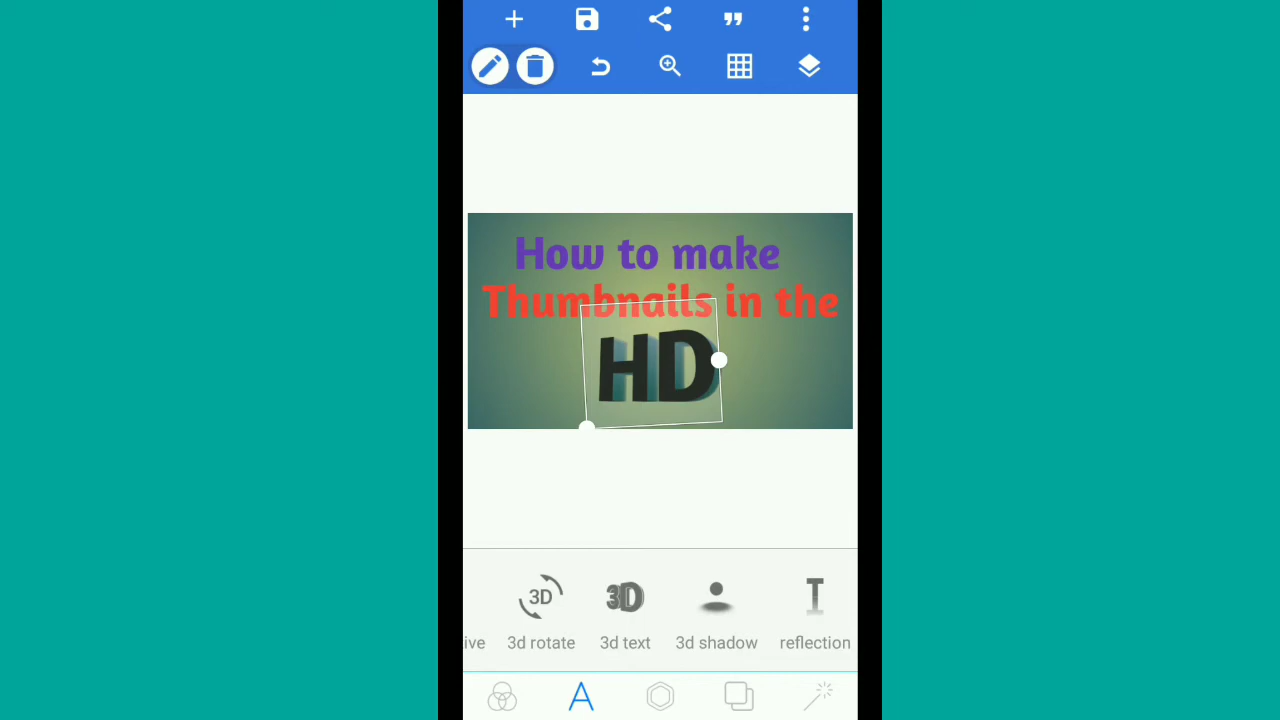 How to make
Thumbnails in the
HD
3D
3D
T
ive
3d rotate
3d text
3d shadow
reflection
A